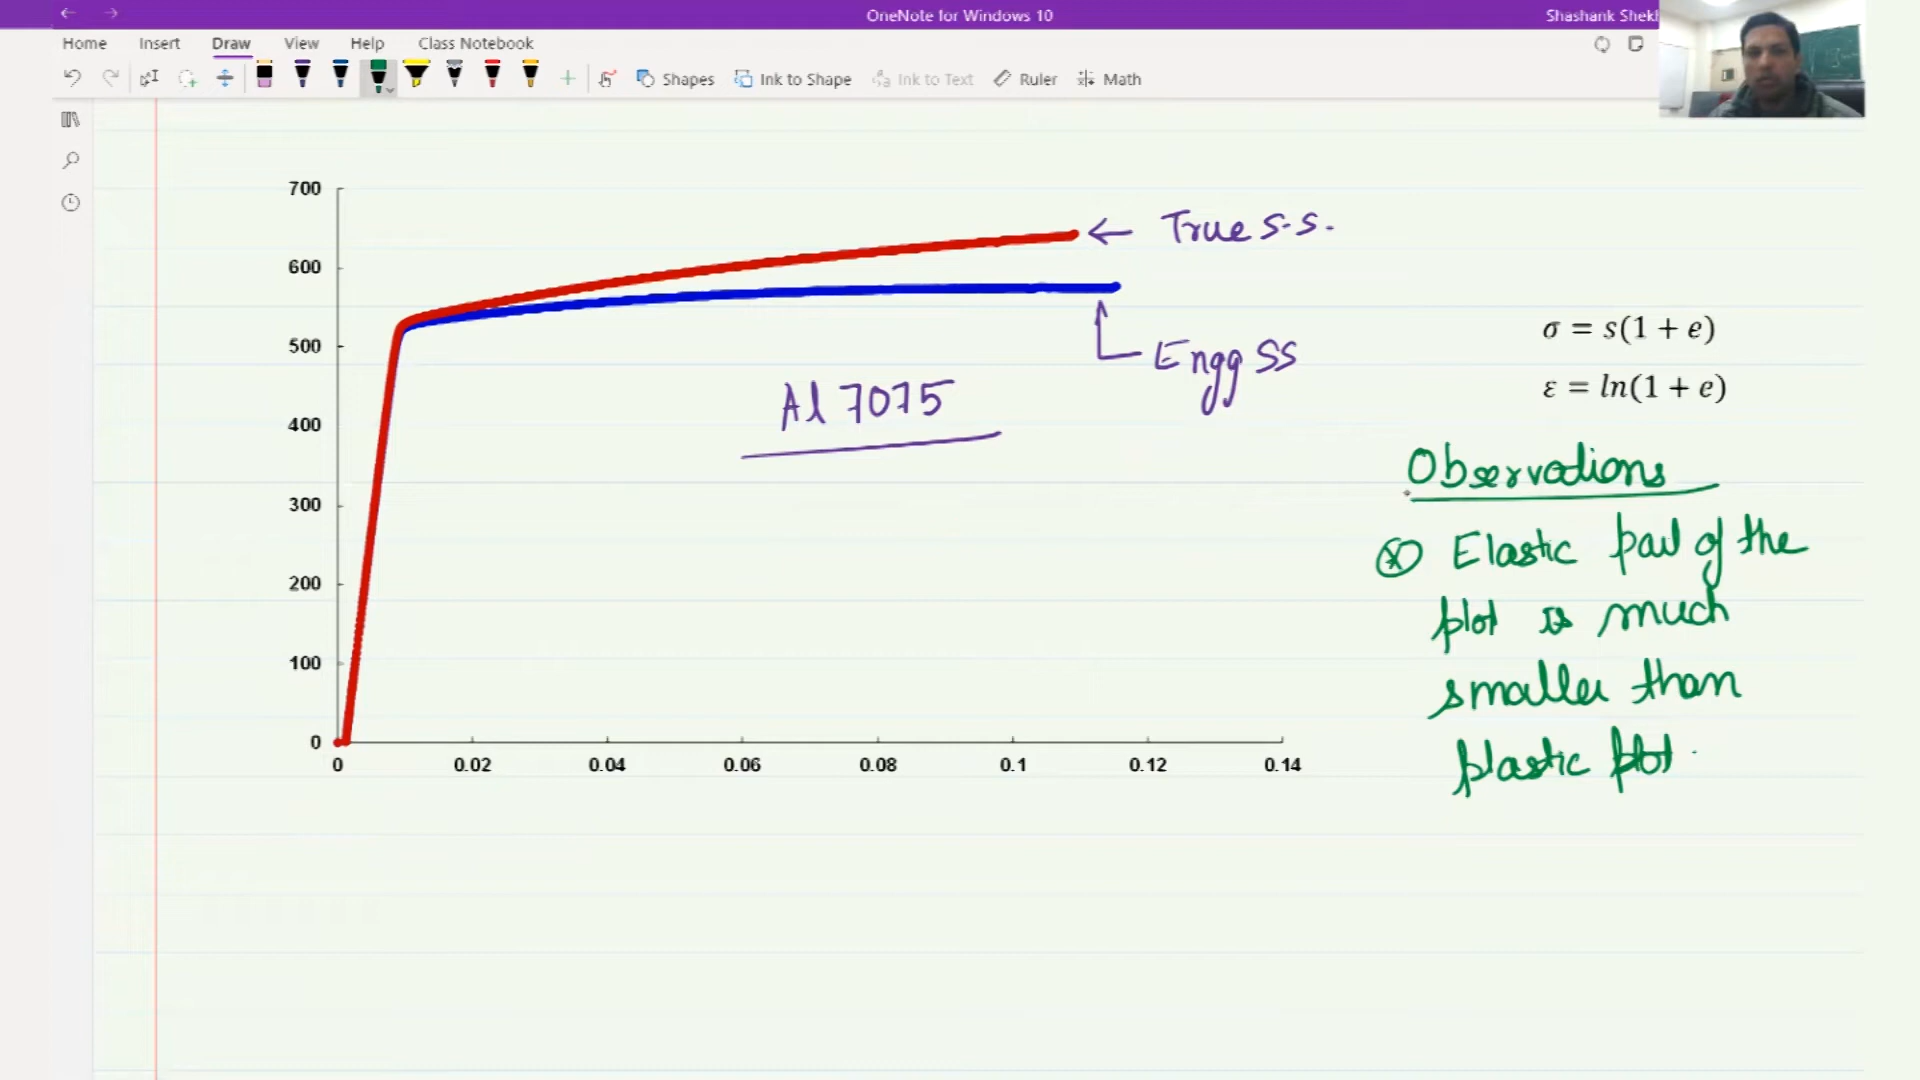 OneNote for Windows 10
Shashank Shekh
Home Insert Draw View Help Class Notebook
Shapes Ink to Shape Ink to Text Ruler Math
700
600
500
400
300
200
100
0
0 0.02 0.04 0.06 0.08 0.1 0.12 0.14
← True S.S.
Engg SS
Al 7075
σ = s(1 + e)
ε = ln(1 + e)
Observations
Elastic part of the
plot is much
smaller than
plastic plot.